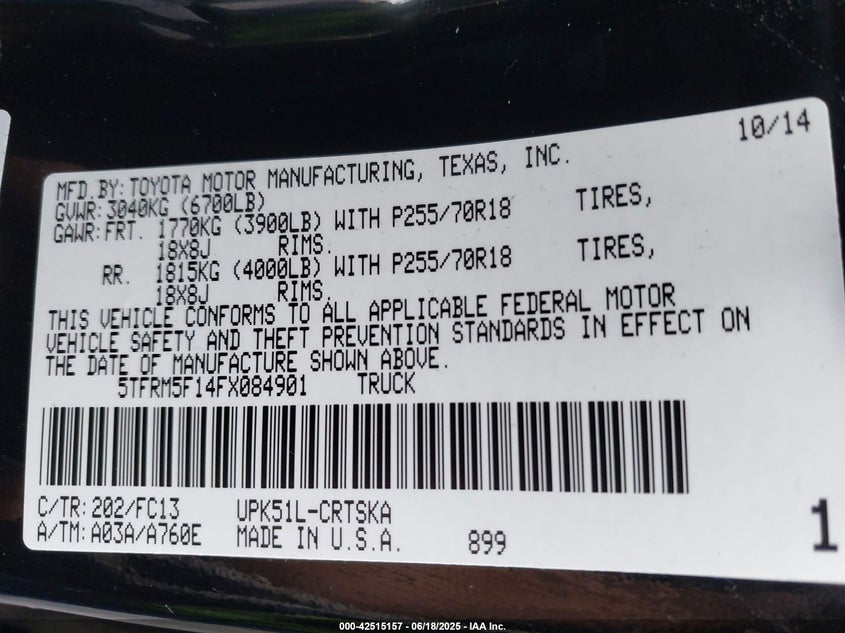 10/14
MFD.BY: TOYOTA MOTOR MANUFACTURING, TEXAS, INC.
GVWR: 3040KG (6700LB)
GAWR: FRT. 1770KG (3900LB) WITH P255/70R18 TIRES,
18X8J RIMS.
RR. 1815KG (4000LB) WITH P255/70R18 TIRES,
18X8J RIMS.
THIS VEHICLE CONFORMS TO ALL APPLICABLE FEDERAL MOTOR
VEHICLE SAFETY AND THEFT PREVENTION STANDARDS IN EFFECT ON
THE DATE OF MANUFACTURE SHOWN ABOVE.
5TFRM5F14FX084901 TRUCK
C/TR: 202/FC13 UPK51L-CRTSKA
A/TM: A03A/A760E MADE IN U.S.A. 899
1
000-42515157 - 06/18/2025 - IAA Inc.